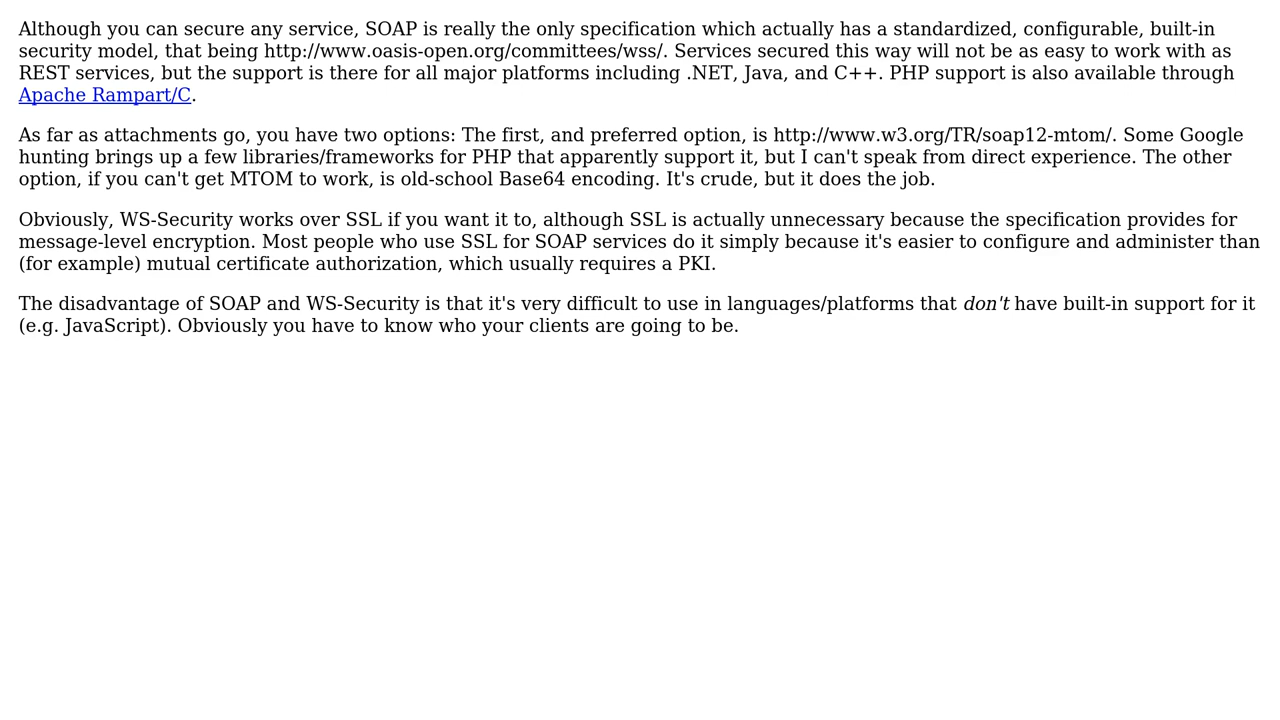 Although you can secure any service, SOAP is really the only specification which actually has a standardized, configurable, built-in
security model, that being http://www.oasis-open.org/committees/wss/. Services secured this way will not be as easy to work with as
REST services, but the support is there for all major platforms including .NET, Java, and C++. PHP support is also available through
Apache Rampart/C.
As far as attachments go, you have two options: The first, and preferred option, is http://www.w3.org/TR/soap12-mtom/. Some Google
hunting brings up a few libraries/frameworks for PHP that apparently support it, but I can't speak from direct experience. The other
option, if you can't get MTOM to work, is old-school Base64 encoding. It's crude, but it does the job.
Obviously, WS-Security works over SSL if you want it to, although SSL is actually unnecessary because the specification provides for
message-level encryption. Most people who use SSL for SOAP services do it simply because it's easier to configure and administer than
(for example) mutual certificate authorization, which usually requires a PKI.
The disadvantage of SOAP and WS-Security is that it's very difficult to use in languages/platforms that don't have built-in support for it
(e.g. JavaScript). Obviously you have to know who your clients are going to be.